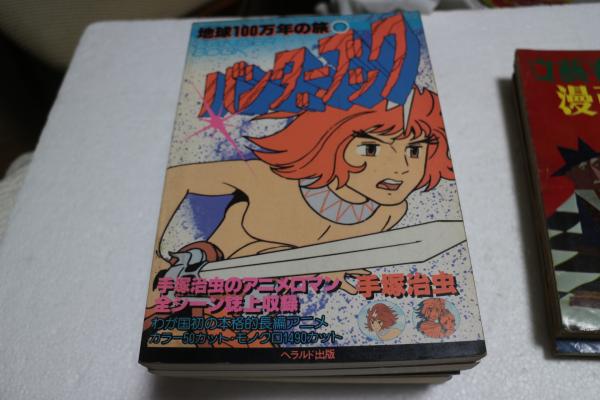 地球100万年の旅
バンダーブック
手塚治虫のアニメロマン
全シーン誌上収録
手塚治虫
わが国初の本格的長編アニメ
カラー50カット・モノクロ1490カット
ヘラルド出版
漫